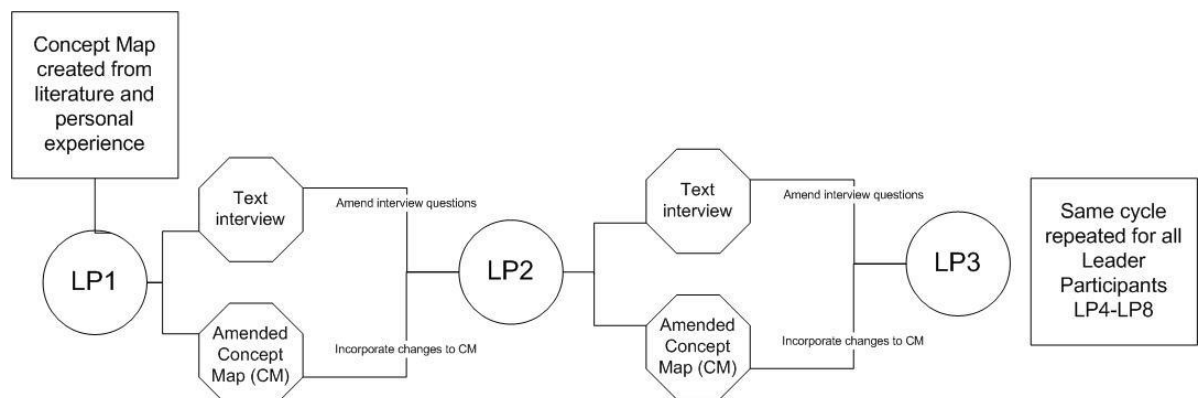 Concept Map
created from
literature and
personal
experience
LP1
Text
interview
Amended
Concept
Map (CM)
Amend interview questions
Incorporate changes to CM
LP2
Text
interview
Amended
Concept
Map (CM)
Amend interview questions
Incorporate changes to CM
LP3
Same cycle
repeated for all
Leader
Participants
LP4-LP8